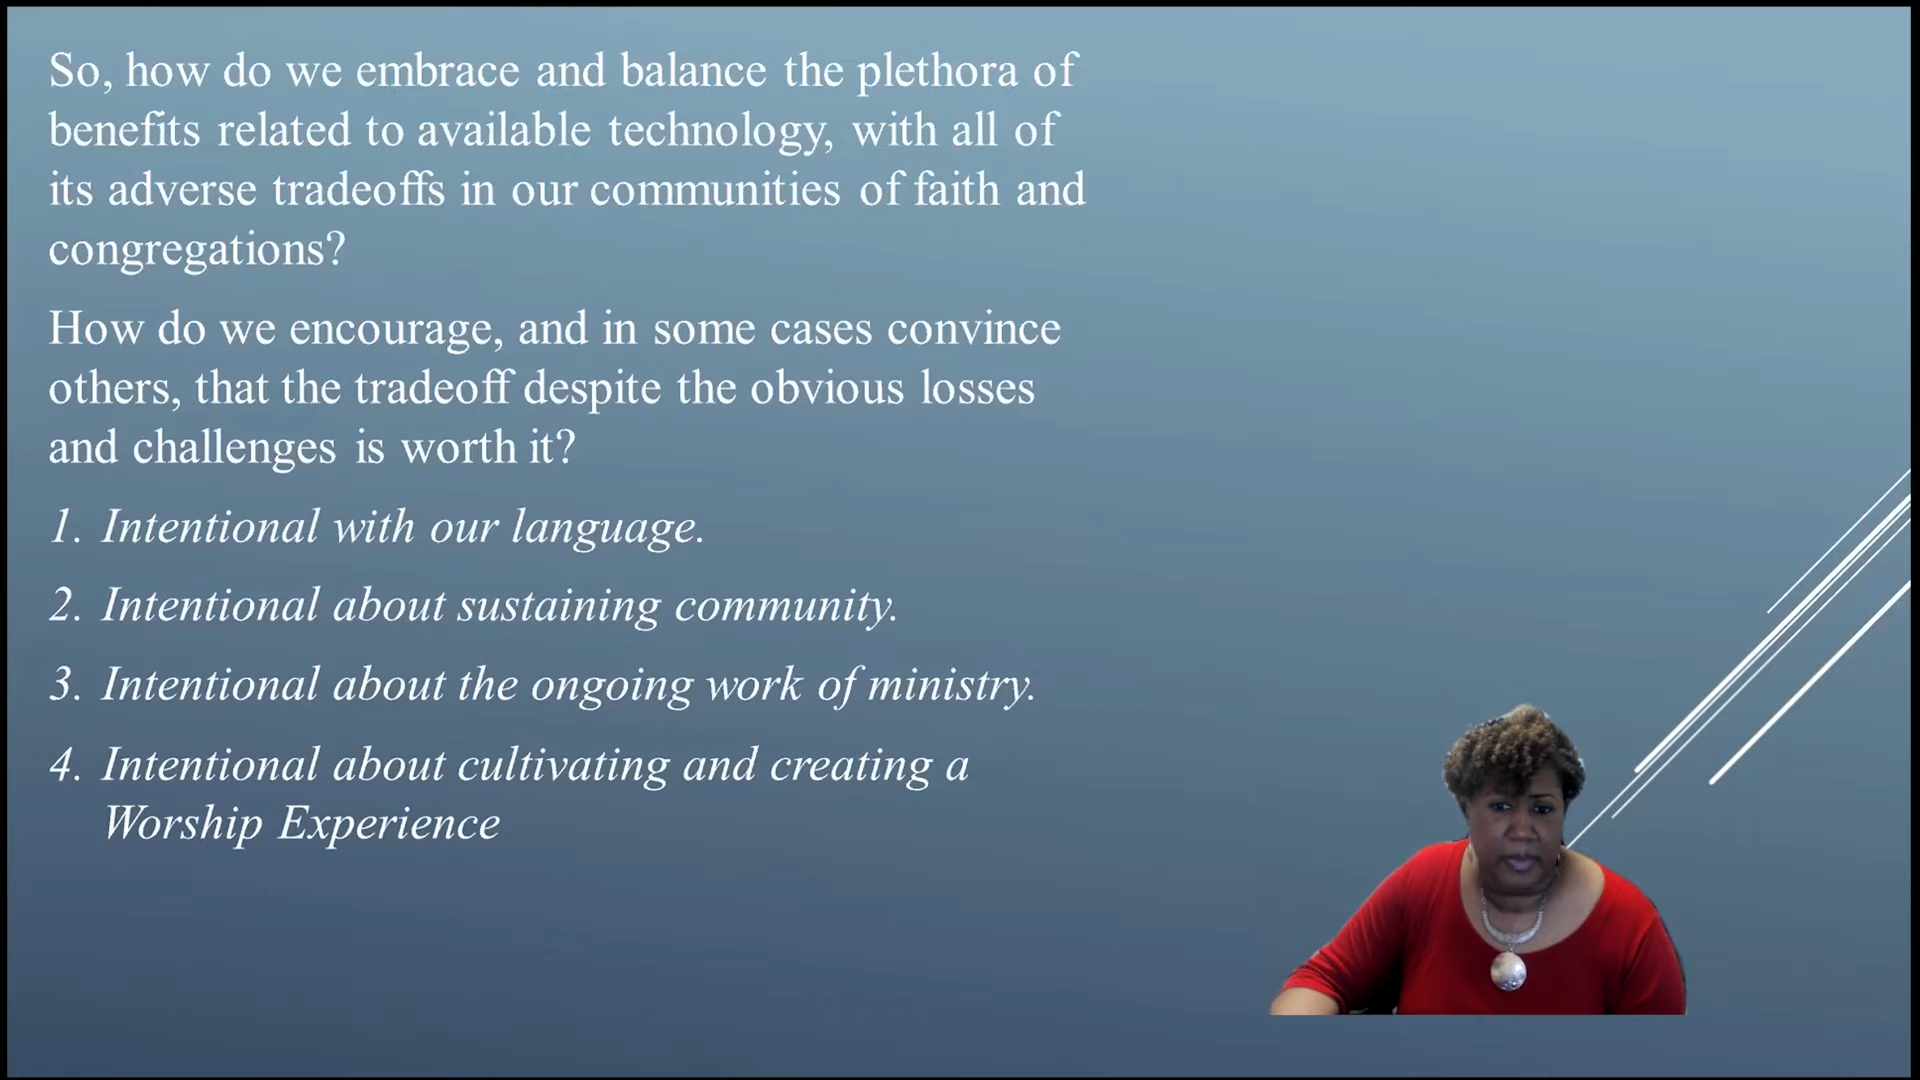 So, how do we embrace and balance the plethora of
benefits related to available technology, with all of
its adverse tradeoffs in our communities of faith and
congregations?
How do we encourage, and in some cases convince
others, that the tradeoff despite the obvious losses
and challenges is worth it?
1. Intentional with our language.
2. Intentional about sustaining community.
3. Intentional about the ongoing work of ministry.
4. Intentional about cultivating and creating a
Worship Experience